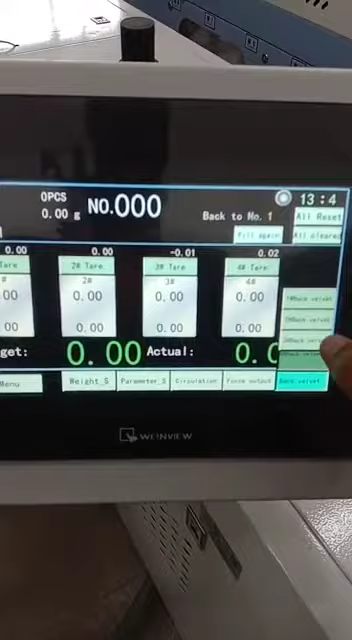 0PCS
0.00 g
NO.000
13:4
Back to No. 1
All Reset
Fill again
All cleared
0.00 0.00 -0.01 0.02
Tare 2# Tare 3# Tare 4# Tare
# 2# 3# 4#
00 0.00 0.00 0.00
00 0.00 0.00 0.00
get: 0.00 Actual: 0.0
Menu Weight_S Parameter_S Circulation Force output Back velvet
WEINVIEW